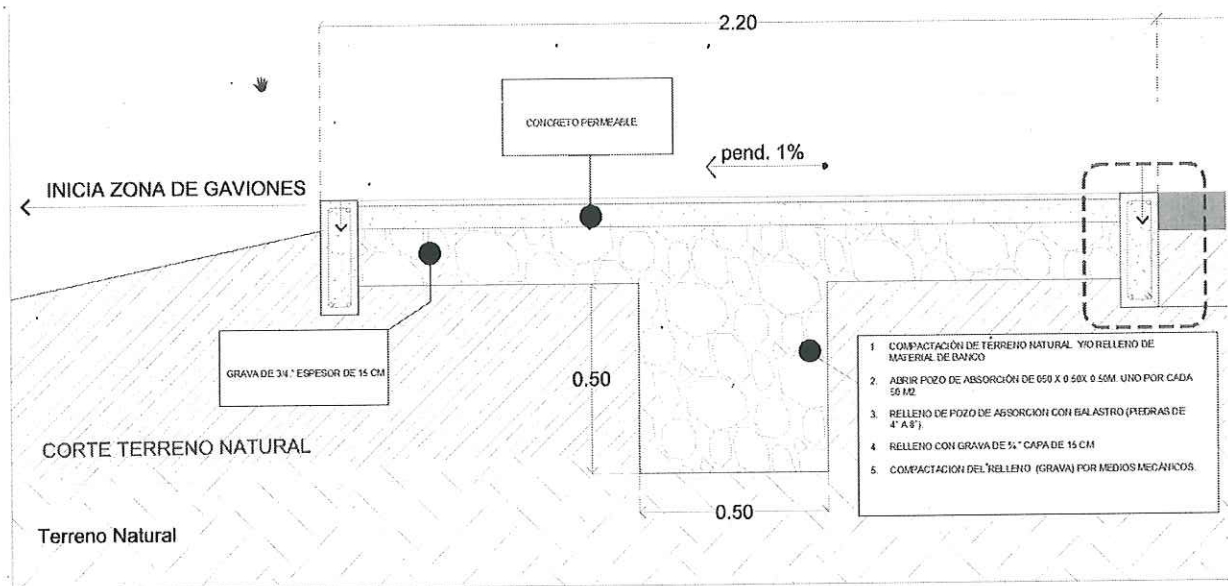 2.20
CONCRETO PERMEABLE
pend. 1%
INICIA ZONA DE GAVIONES
GRAVA DE 3/4." ESPESOR DE 15 CM
0.50
1 COMPACTACIÓN DE TERRENO NATURAL Y/O RELLENO DE
MATERIAL DE BANCO
2. ABRIR POZO DE ABSORCIÓN DE 050 X 0.50X 0.50M. UNO POR CADA
50 M2
3. RELLENO DE POZO DE ABSORCIÓN CON BALASTRO (PIEDRAS DE
4" A 8").
4 RELLENO CON GRAVA DE ¾" CAPA DE 15 CM
5. COMPACTACION DEL RELLENO (GRAVA) POR MEDIOS MECÁNICOS.
CORTE TERRENO NATURAL
0.50
Terreno Natural